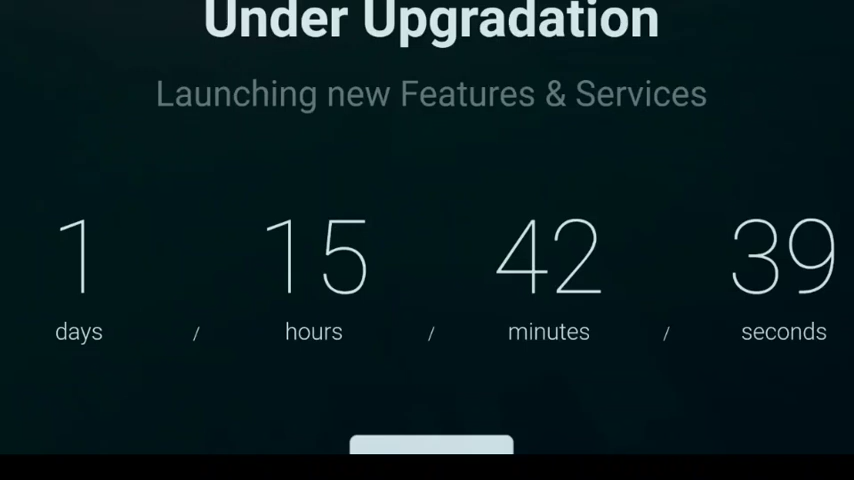 Under Upgradation
Launching new Features & Services
1 15 42 39
days / hours / minutes / seconds